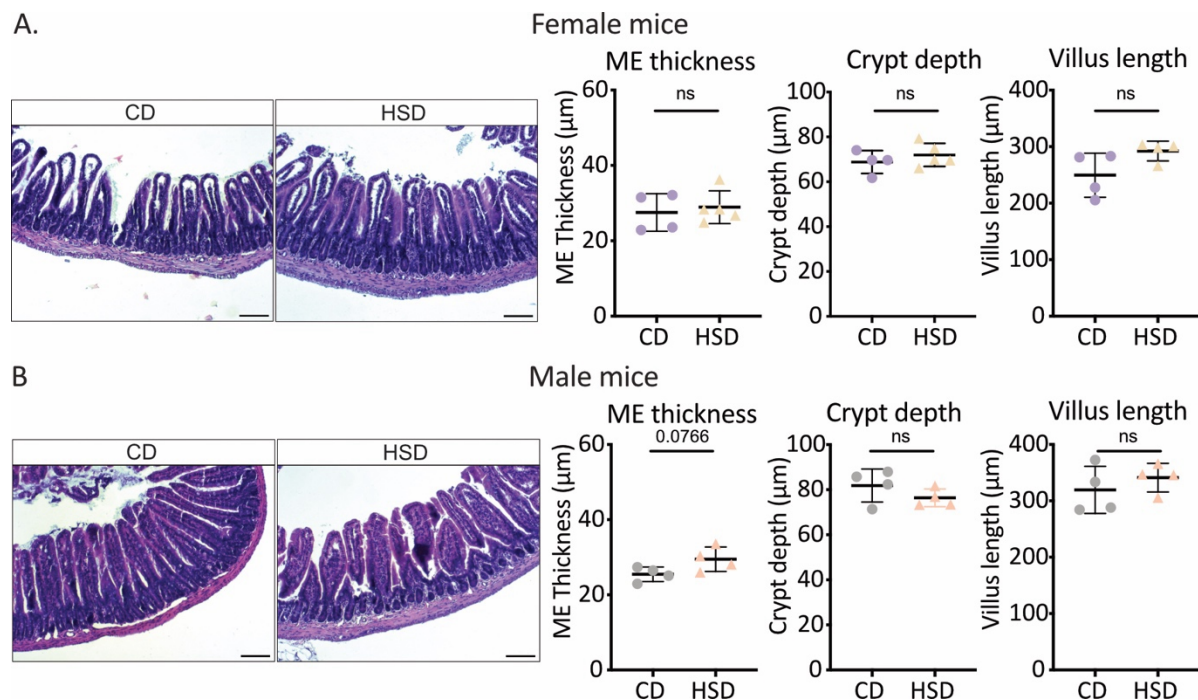 A.
Female mice
CD
HSD
ME thickness
ns
60
40
20
0
ME Thickness (µm)
CD
HSD
Crypt depth
ns
100
80
60
40
20
0
Crypt depth (µm)
CD
HSD
Villus length
ns
400
300
200
100
0
Villus length (µm)
CD
HSD
B
Male mice
CD
HSD
ME thickness
0.0766
60
40
20
0
ME Thickness (µm)
CD
HSD
Crypt depth
ns
100
80
60
40
20
0
Crypt depth (µm)
CD
HSD
Villus length
ns
400
300
200
100
0
Villus length (µm)
CD
HSD